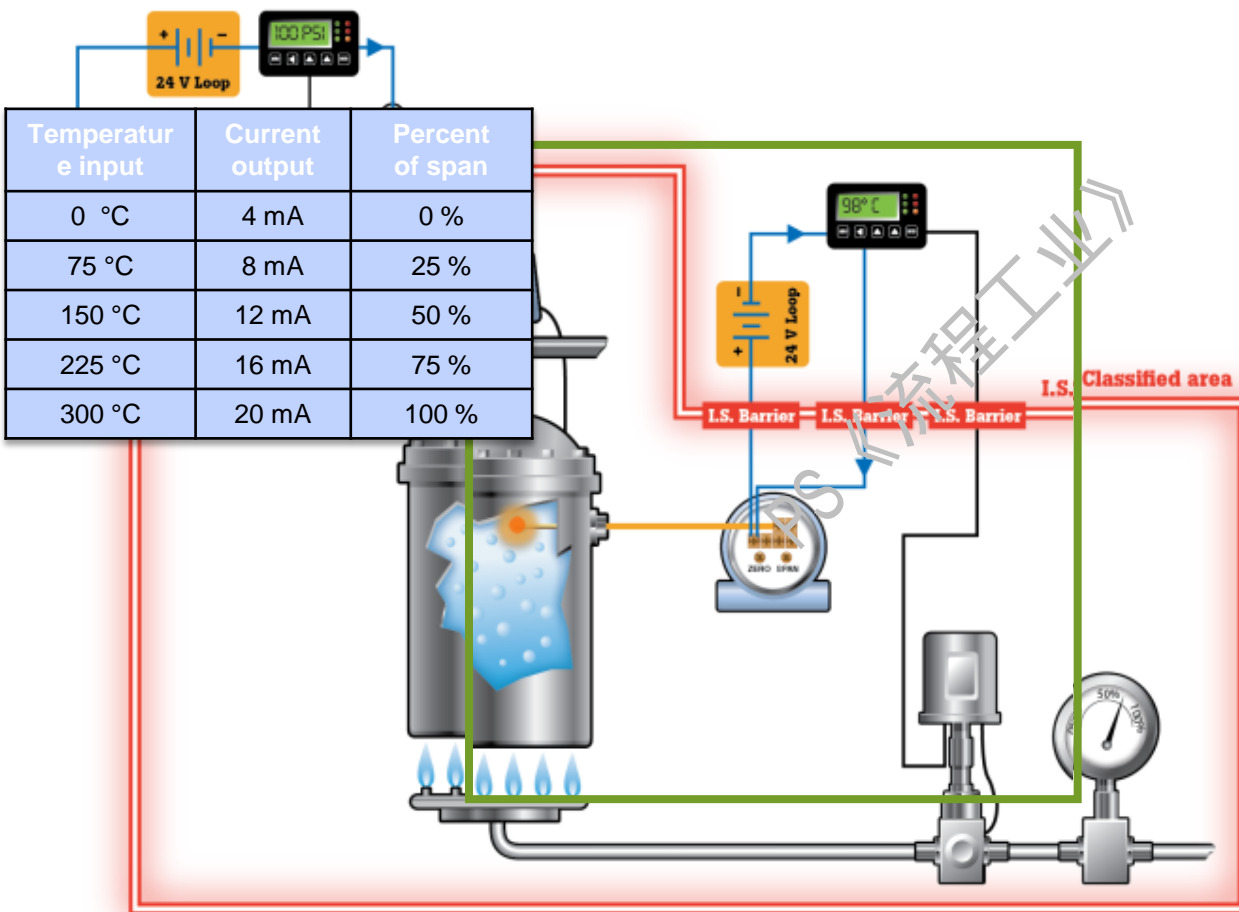 + -
100 PSI
24 V Loop
Temperatur
e input
Current
output
Percent
of span
0 °C
4 mA
0 %
75 °C
8 mA
25 %
150 °C
12 mA
50 %
225 °C
16 mA
75 %
300 °C
20 mA
100 %
98°C
- +
24 V Loop
PS《流程工业》
I.S. Classified area
I.S. Barrier
I.S. Barrier
I.S. Barrier
ZERO SPAN
50%
100%